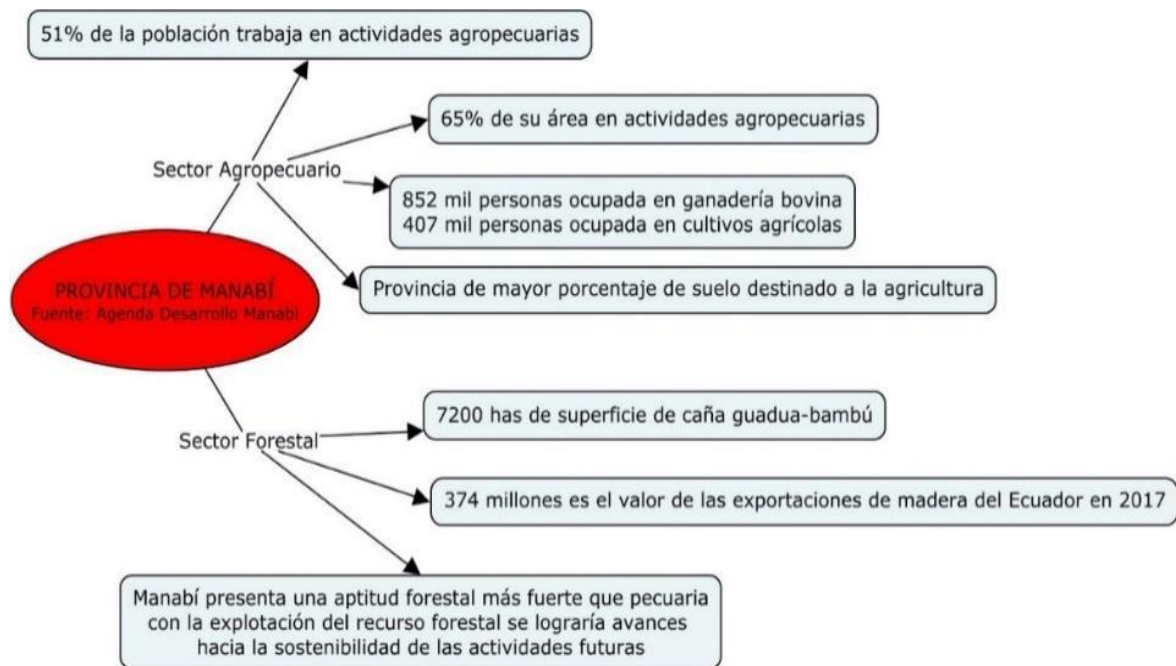 51% de la población trabaja en actividades agropecuarias
65% de su área en actividades agropecuarias
Sector Agropecuario
852 mil personas ocupada en ganadería bovina
407 mil personas ocupada en cultivos agrícolas
Provincia de mayor porcentaje de suelo destinado a la agricultura
PROVINCIA DE MANABÍ
Fuente: Agenda Desarrollo Manabí
7200 has de superficie de caña guadua-bambú
Sector Forestal
374 millones es el valor de las exportaciones de madera del Ecuador en 2017
Manabí presenta una aptitud forestal más fuerte que pecuaria
con la explotación del recurso forestal se lograría avances
hacia la sostenibilidad de las actividades futuras